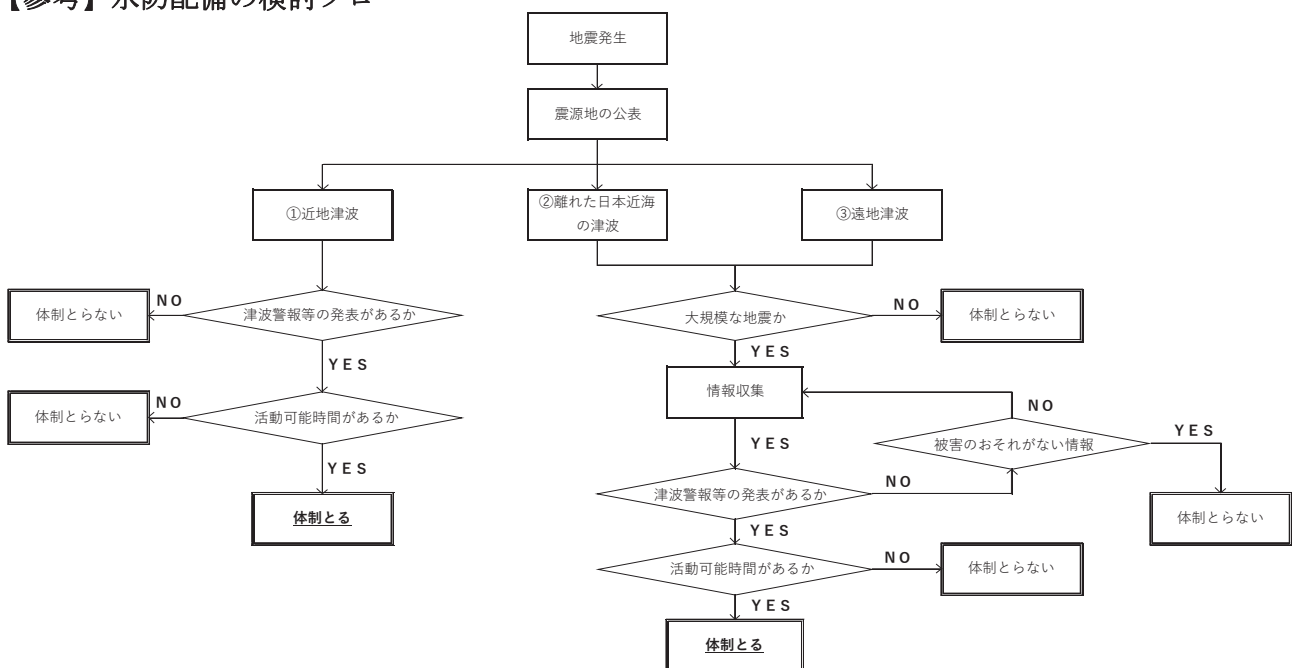 【参考】水防配備の検討フロー
地震発生
震源地の公表
①近地津波
②離れた日本近海
の津波
③遠地津波
体制とらない
NO
津波警報等の発表があるか
YES
体制とらない
NO
活動可能時間があるか
YES
体制とる
大規模な地震か
NO
体制とらない
YES
情報収集
YES
NO
被害のおそれがない情報
YES
体制とらない
津波警報等の発表があるか
NO
YES
活動可能時間があるか
NO
体制とらない
YES
体制とる